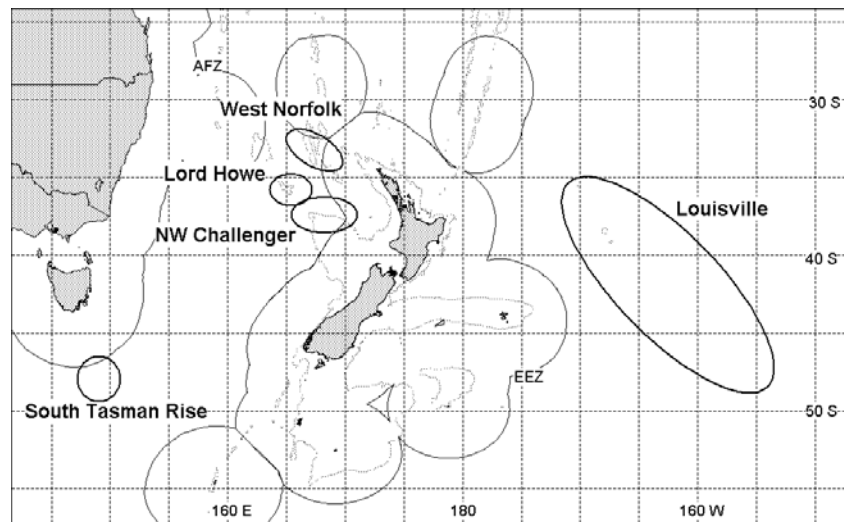 AFZ
West Norfolk
30 S
Lord Howe
Louisville
NW Challenger
40 S
EEZ
South Tasman Rise
50 S
160 E
180
160 W